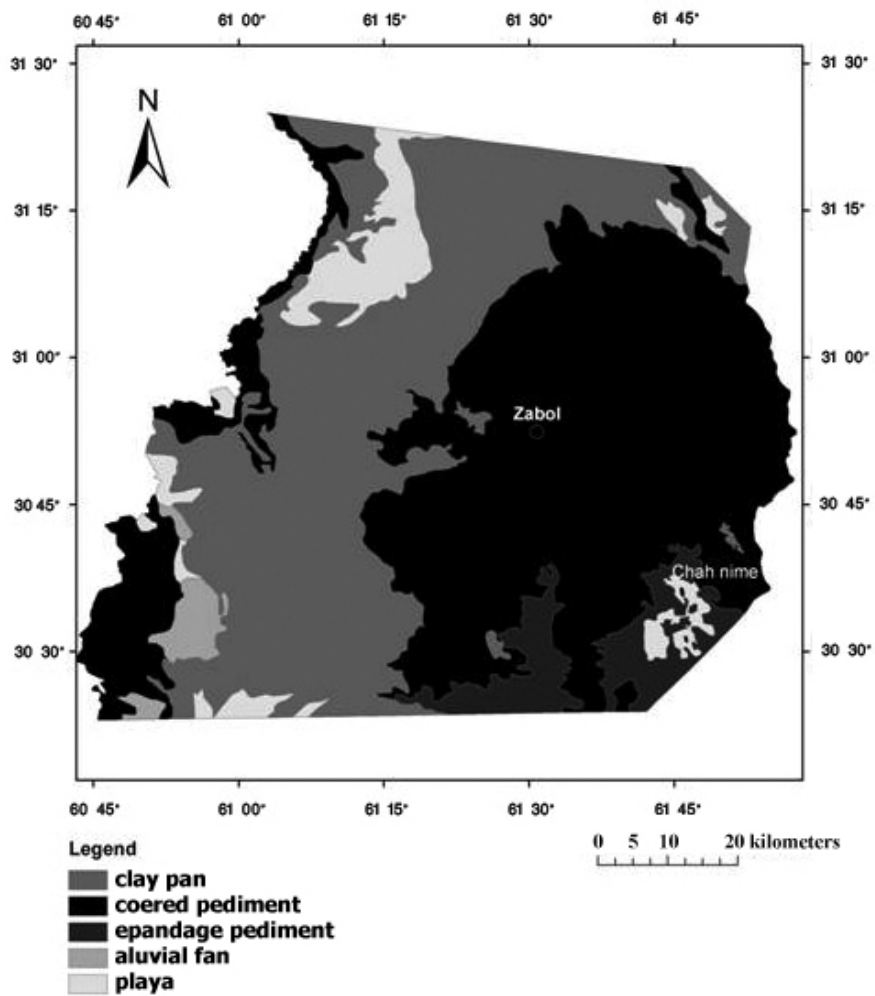 60 45° 61 00° 61 15° 61 30° 61 45°
31 30° 31 30°
N
31 15° 31 15°
31 00° 31 00°
Zabol
30 45° 30 45°
Chah nime
30 30° 30 30°
60 45° 61 00° 61 15° 61 30° 61 45°
0 5 10 20 kilometers
Legend
clay pan
coered pediment
epandage pediment
aluvial fan
playa